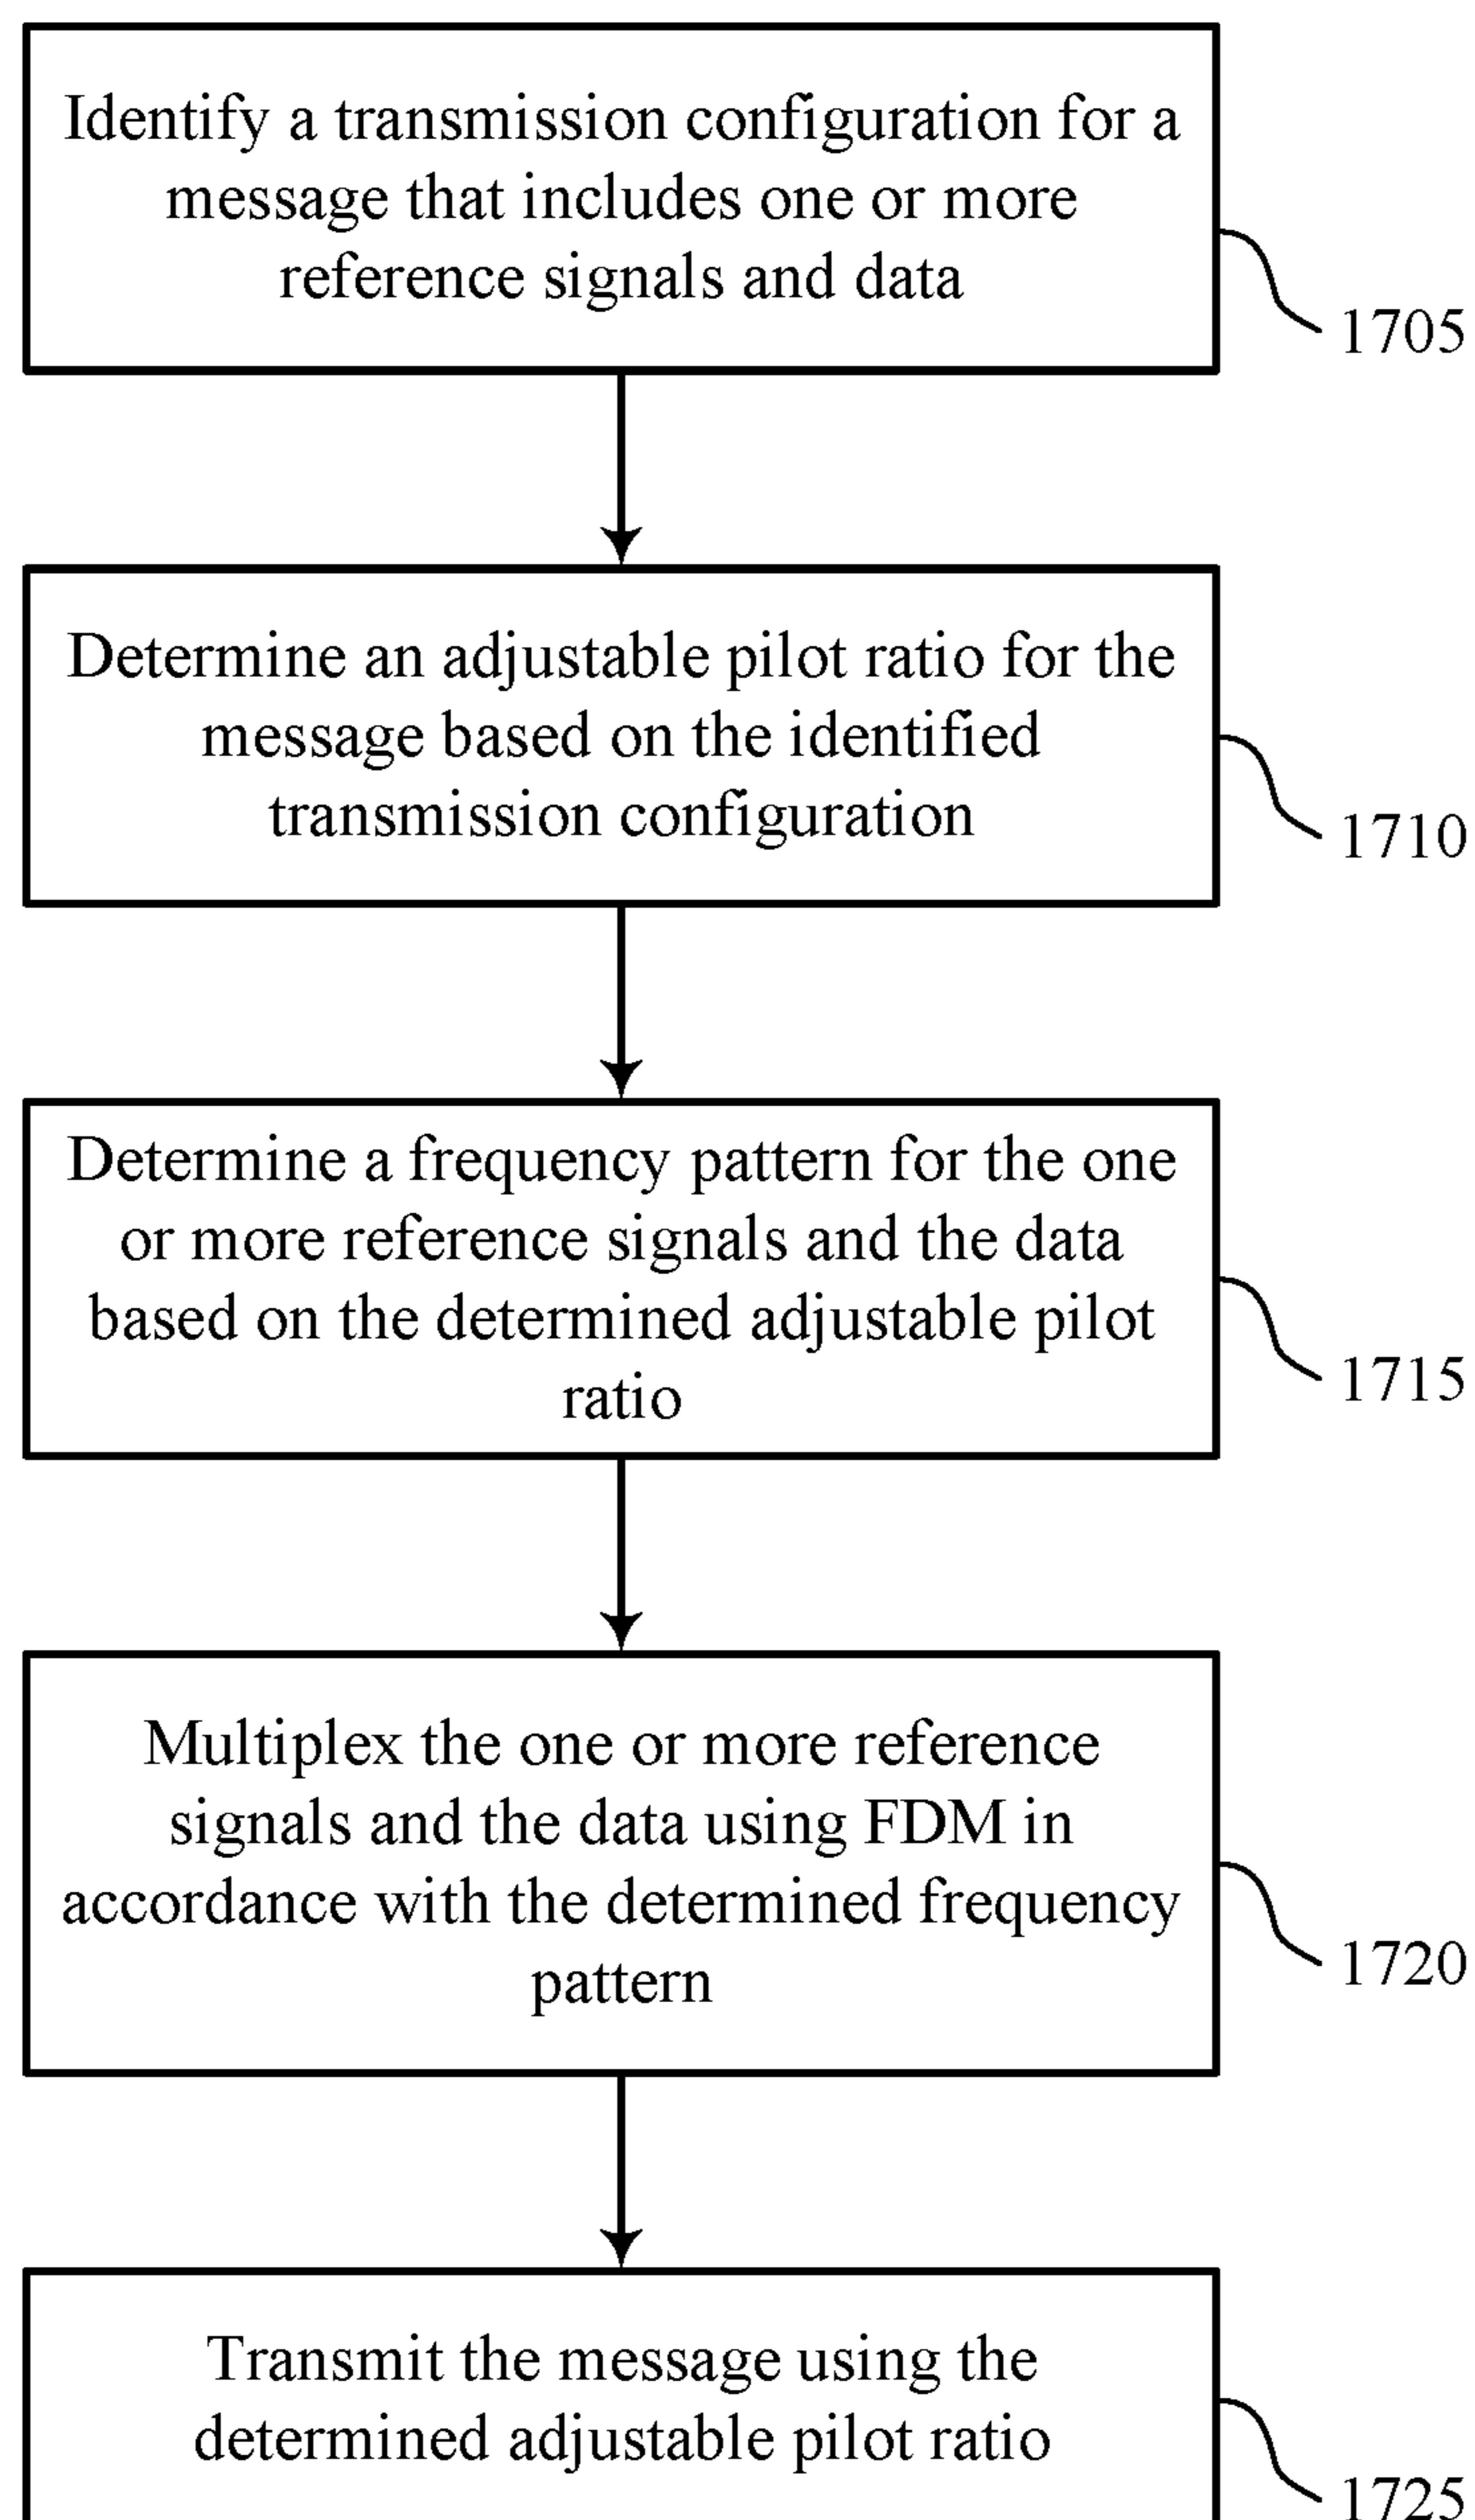 Identify a transmission configuration for a
message that includes one or more
reference signals and data
1705
Determine an adjustable pilot ratio for the
message based on the identified
transmission configuration
1710
Determine a frequency pattern for the one
or more reference signals and the data
based on the determined adjustable pilot
ratio
1715
Multiplex the one or more reference
signals and the data using FDM in
accordance with the determined frequency
pattern
1720
Transmit the message using the
determined adjustable pilot ratio
1725